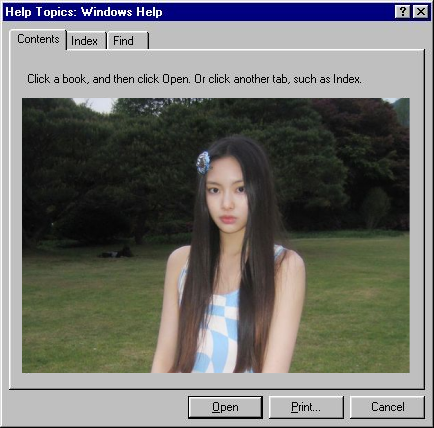 Help Topics: Windows Help
Contents Index Find
Click a book, and then click Open. Or click another tab, such as Index.
Open Print... Cancel